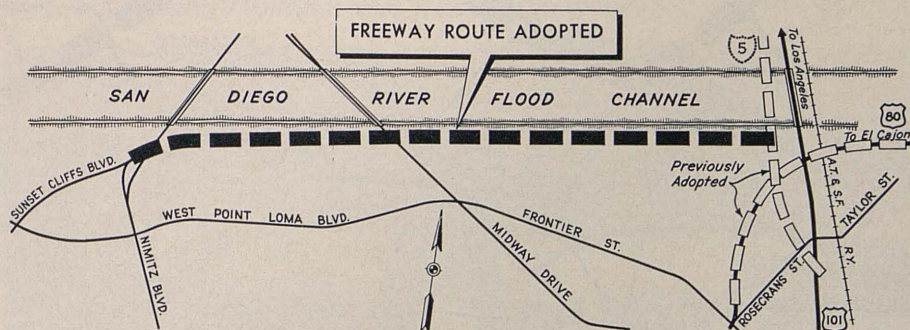 FREEWAY ROUTE ADOPTED
5
To Los Angeles
SAN DIEGO RIVER FLOOD CHANNEL
80
To El Cajon
Previously
Adopted
A.T. & S.F. RY.
TAYLOR ST.
SUNSET CLIFFS BLVD.
WEST POINT LOMA BLVD.
FRONTIER ST.
NIMITZ BLVD.
MIDWAY DRIVE
ROSECRANS ST.
101